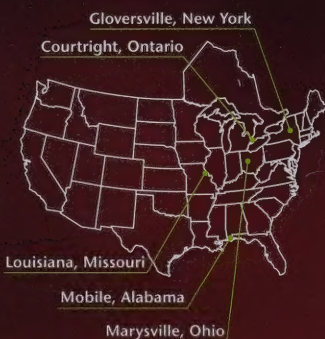 Gloversville, New York
Courtright, Ontario
Louisiana, Missouri
Mobile, Alabama
Marysville, Ohio